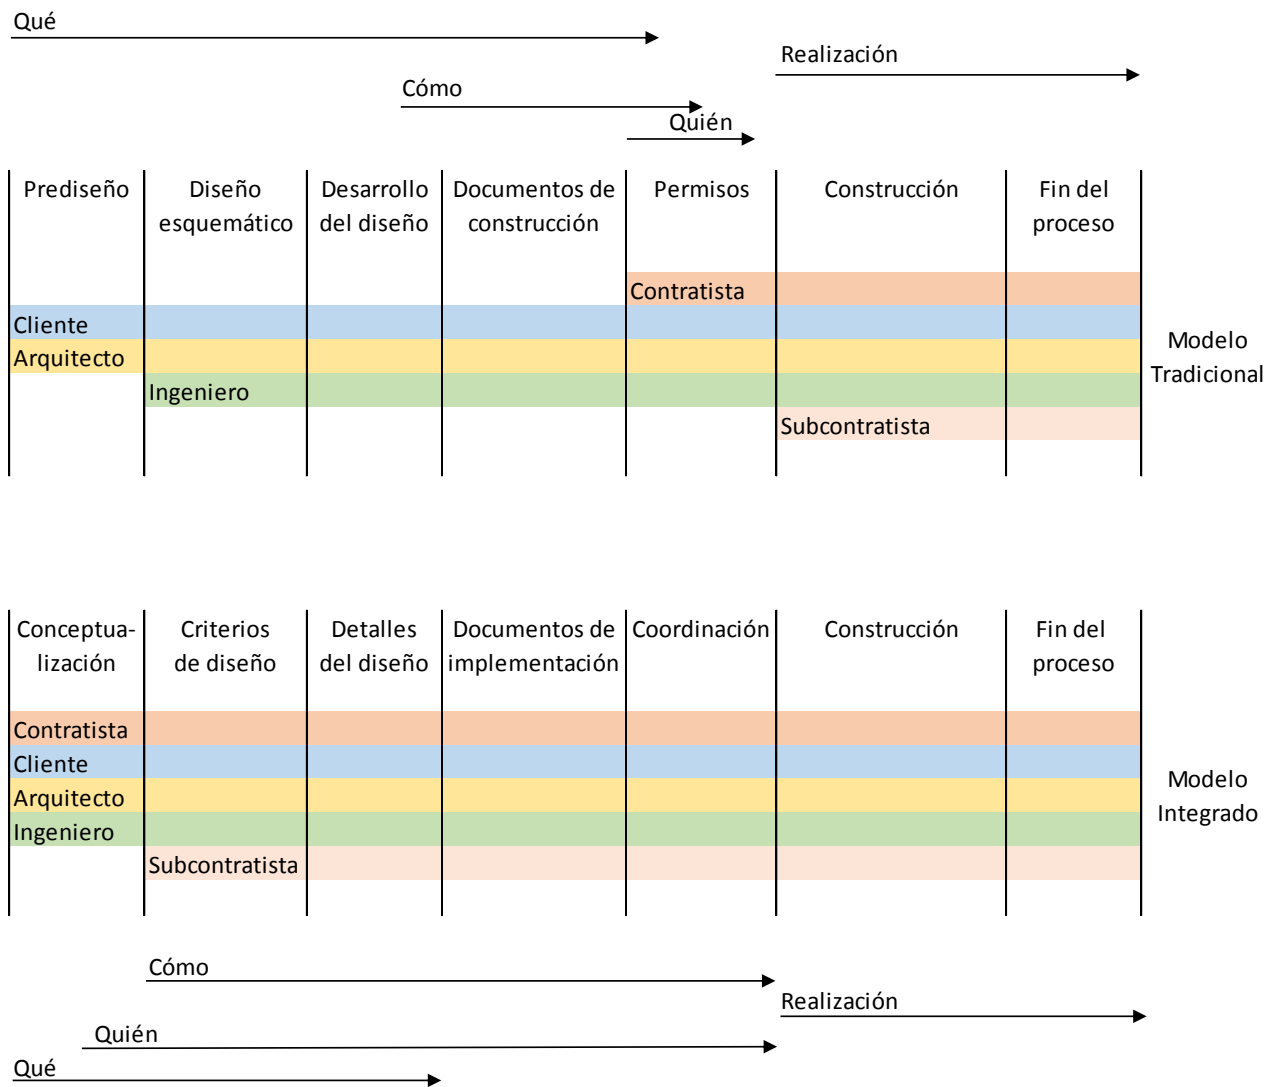 Qué
Realización
Cómo
Quién
Prediseño
Diseño
esquemático
Desarrollo
del diseño
Documentos de
construcción
Permisos
Construcción
Fin del
proceso
Contratista
Cliente
Arquitecto
Ingeniero
Subcontratista
Modelo
Tradicional
Conceptua-
lización
Criterios
de diseño
Detalles
del diseño
Documentos de
implementación
Coordinación
Construcción
Fin del
proceso
Contratista
Cliente
Arquitecto
Ingeniero
Subcontratista
Modelo
Integrado
Cómo
Realización
Quién
Qué